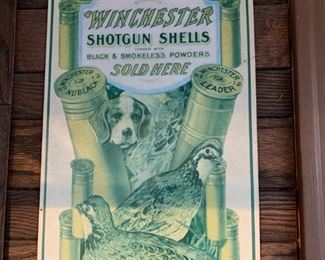 WINCHESTER
SHOTGUN SHELLS
LOADED WITH
BLACK & SMOKELESS POWDERS
SOLD HERE
WINCHESTER
NUBLACK
WINCHESTER
LEADER